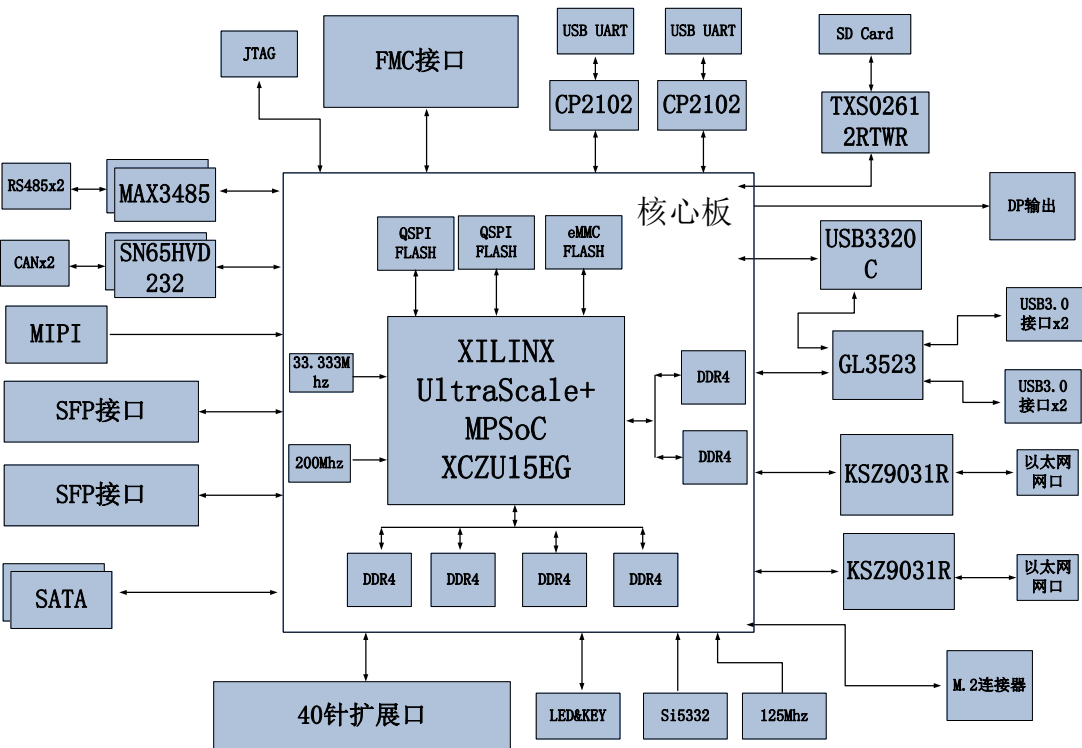 JTAG
FMC接口
USB UART
USB UART
SD Card
CP2102
CP2102
TXS0261
2RTWR
RS485x2
MAX3485
核心板
DP输出
CANx2
SN65HVD
232
QSPI
FLASH
QSPI
FLASH
eMMC
FLASH
USB3320
C
MIPI
USB3.0
接口x2
XILINX
UltraScale+
MPSoC
XCZU15EG
33.333M
hz
DDR4
GL3523
SFP接口
USB3.0
接口x2
200Mhz
DDR4
KSZ9031R
以太网
网口
SFP接口
SATA
DDR4
DDR4
DDR4
DDR4
KSZ9031R
以太网
网口
M.2连接器
40针扩展口
LED&KEY
Si5332
125Mhz